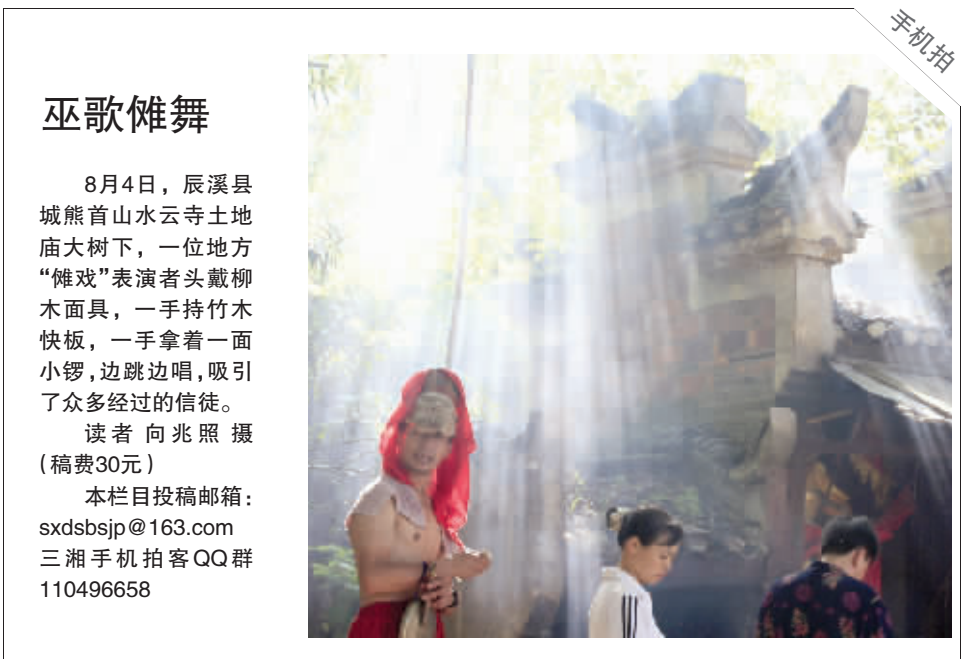 手机拍
巫歌傩舞
8月4日，辰溪县
城熊首山水云寺土地
庙大树下，一位地方
“傩戏”表演者头戴柳
木面具，一手持竹木
快板，一手拿着一面
小锣,边跳边唱,吸引
了众多经过的信徒。
读者 向兆照 摄
(稿费30元)
本栏目投稿邮箱：
sxdsbsjp@163.com
三湘手机拍客QQ群
110496658